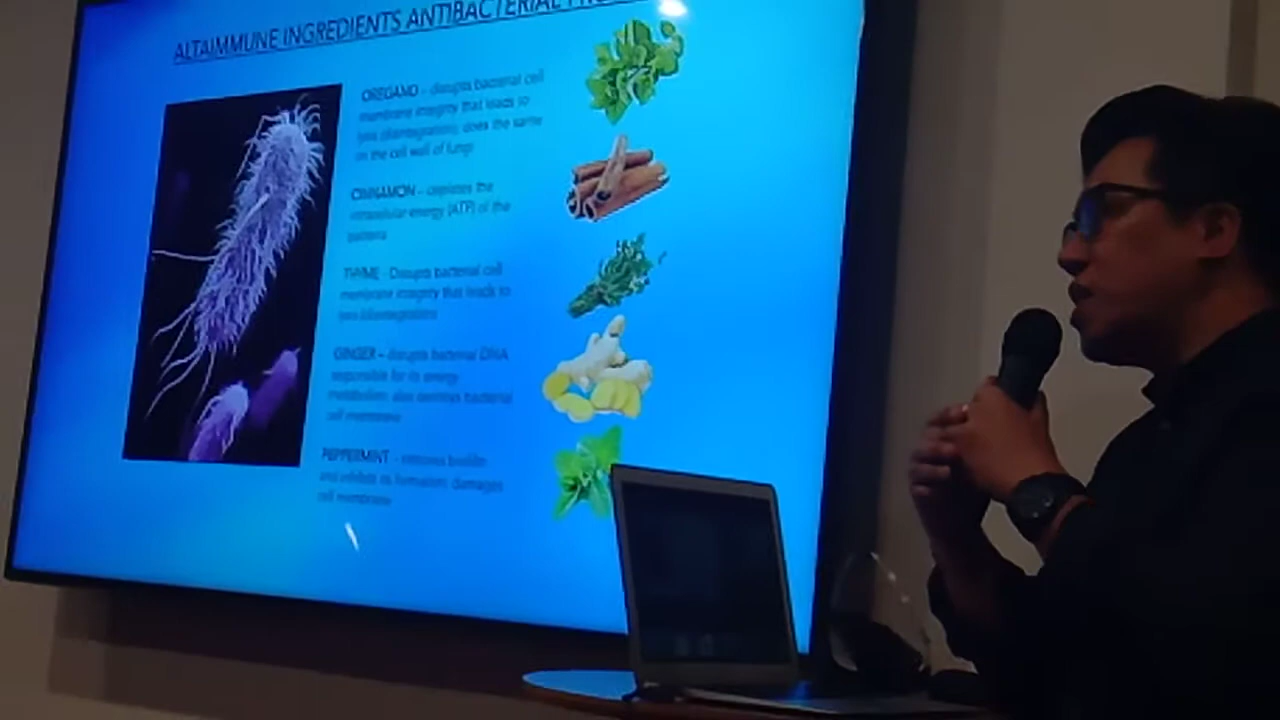 ALTAIMMUNE INGREDIENTS ANTIBACTERIAL
OREGANO - disrupts bacterial cell
membrane integrity that leads to
lysis (disintegration); does the same
on the cell wall of fungi
CINNAMON - depletes the
intracellular energy (ATP) of the
bacteria
THYME - Disrupts bacterial cell
membrane integrity that leads to
lysis (disintegration)
GINGER - disrupts bacterial DNA
responsible for its energy
metabolism; also destroys bacterial
cell membrane
PEPPERMINT - removes biofilm
and inhibits its formation; damages
cell membrane